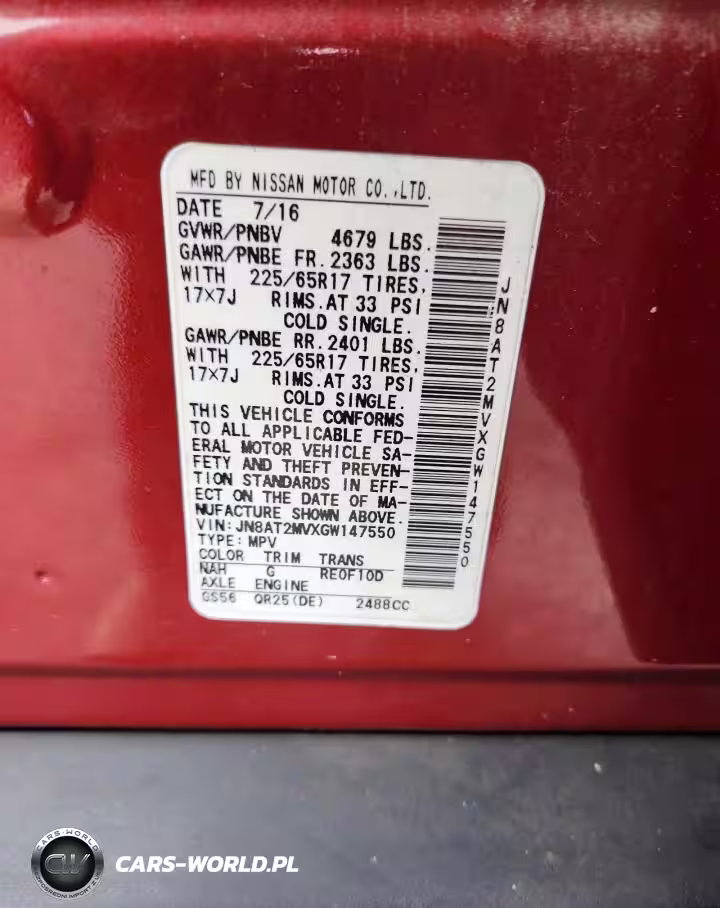 MFD BY NISSAN MOTOR CO.,LTD.
DATE 7/16
GVWR/PNBV 4679 LBS.
GAWR/PNBE FR. 2363 LBS.
WITH 225/65R17 TIRES,
17×7J RIMS.AT 33 PSI
COLD SINGLE.
GAWR/PNBE RR. 2401 LBS.
WITH 225/65R17 TIRES,
17×7J RIMS.AT 33 PSI
COLD SINGLE.
THIS VEHICLE CONFORMS
TO ALL APPLICABLE FED-
ERAL MOTOR VEHICLE SA-
FETY AND THEFT PREVEN-
TION STANDARDS IN EFF-
ECT ON THE DATE OF MA-
NUFACTURE SHOWN ABOVE.
VIN:JN8AT2MVXGW147550
TYPE:MPV
COLOR TRIM TRANS
NAH G RE0F10D
AXLE ENGINE
GS56 QR25(DE) 2488CC
JN8AT2MVXGW147550
CARS-WORLD
CW
CARS-WORLD.PL